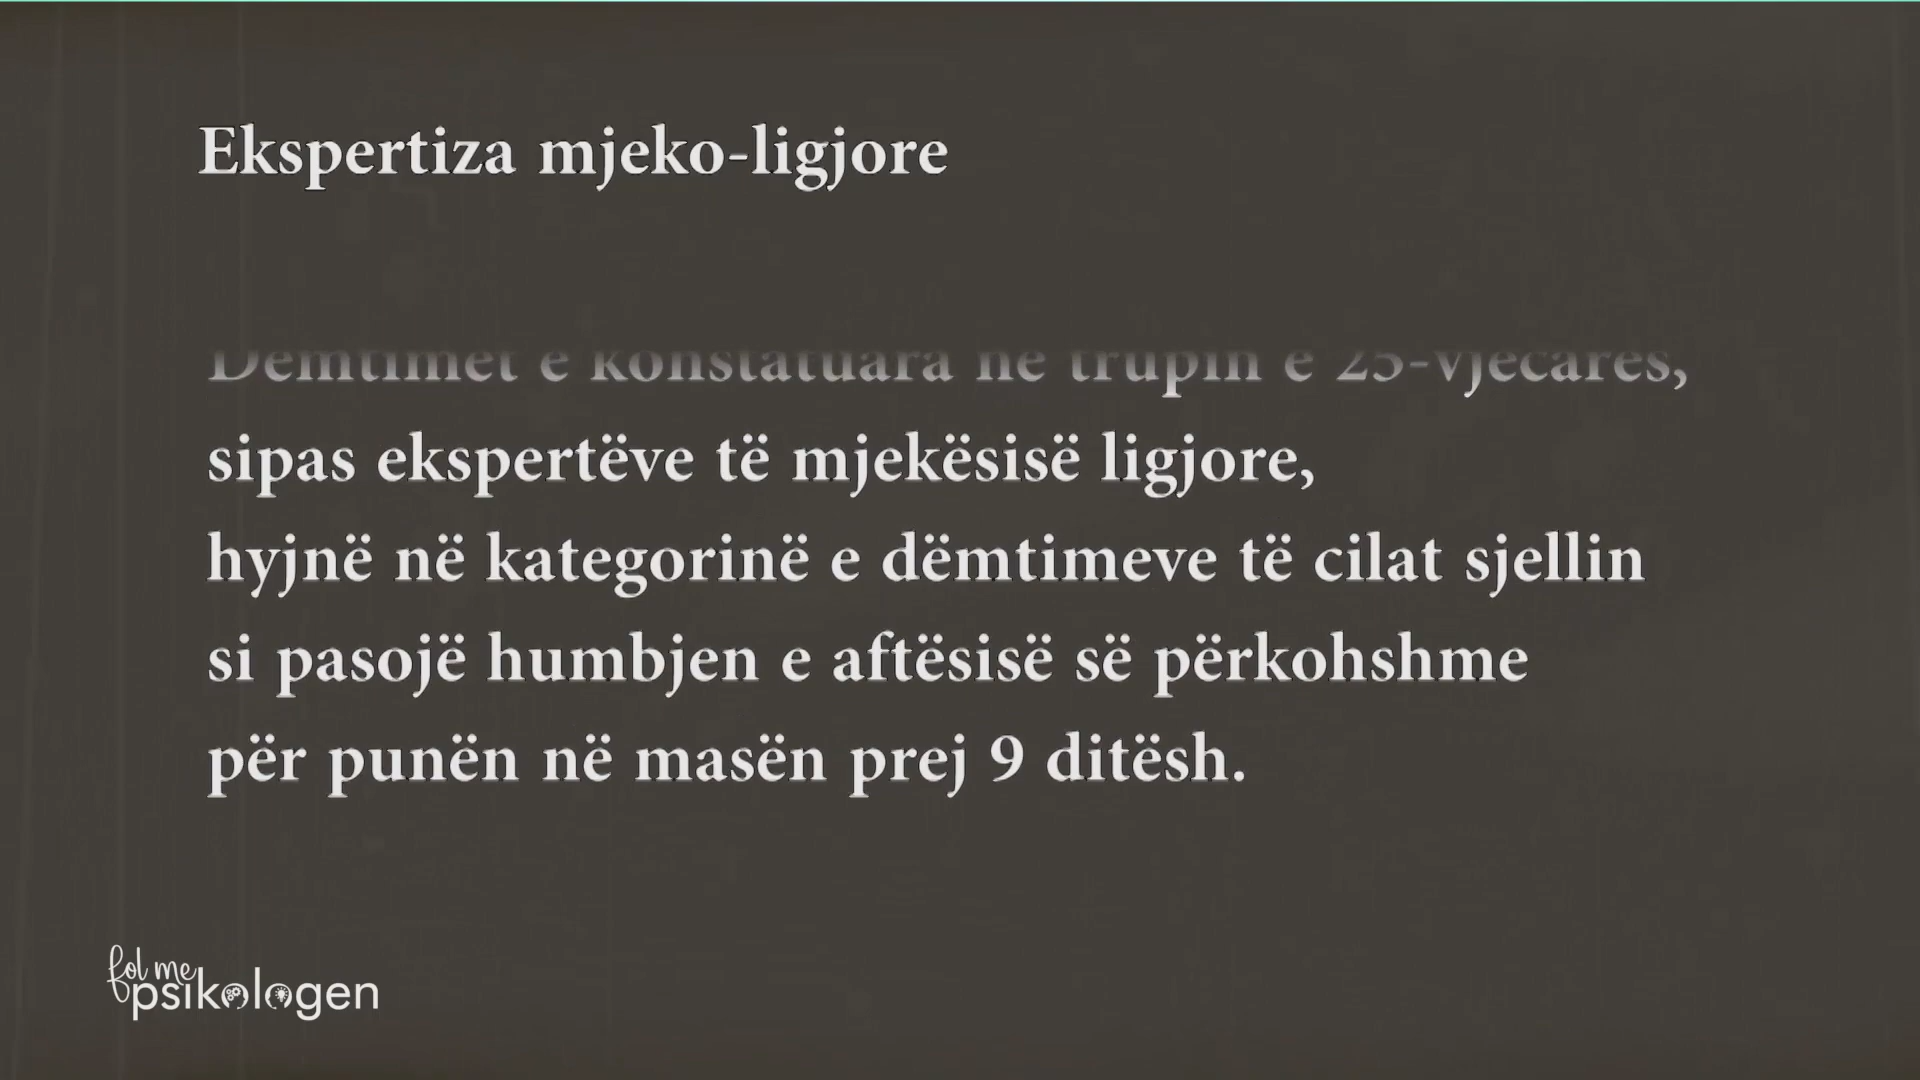 Ekspertiza mjeko-ligjore
Dëmtimet e konstatuara në trupin e 25-vjeçares,
sipas ekspertëve të mjekësisë ligjore,
hyjnë në kategorinë e dëmtimeve të cilat sjellin
si pasojë humbjen e aftësisë së përkohshme
për punën në masën prej 9 ditësh.
fol me
psikologen